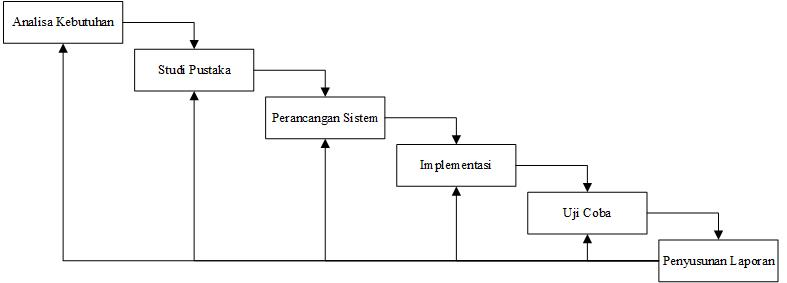 Analisa Kebutuhan
Studi Pustaka
Perancangan Sistem
Implementasi
Uji Coba
Penyusunan Laporan